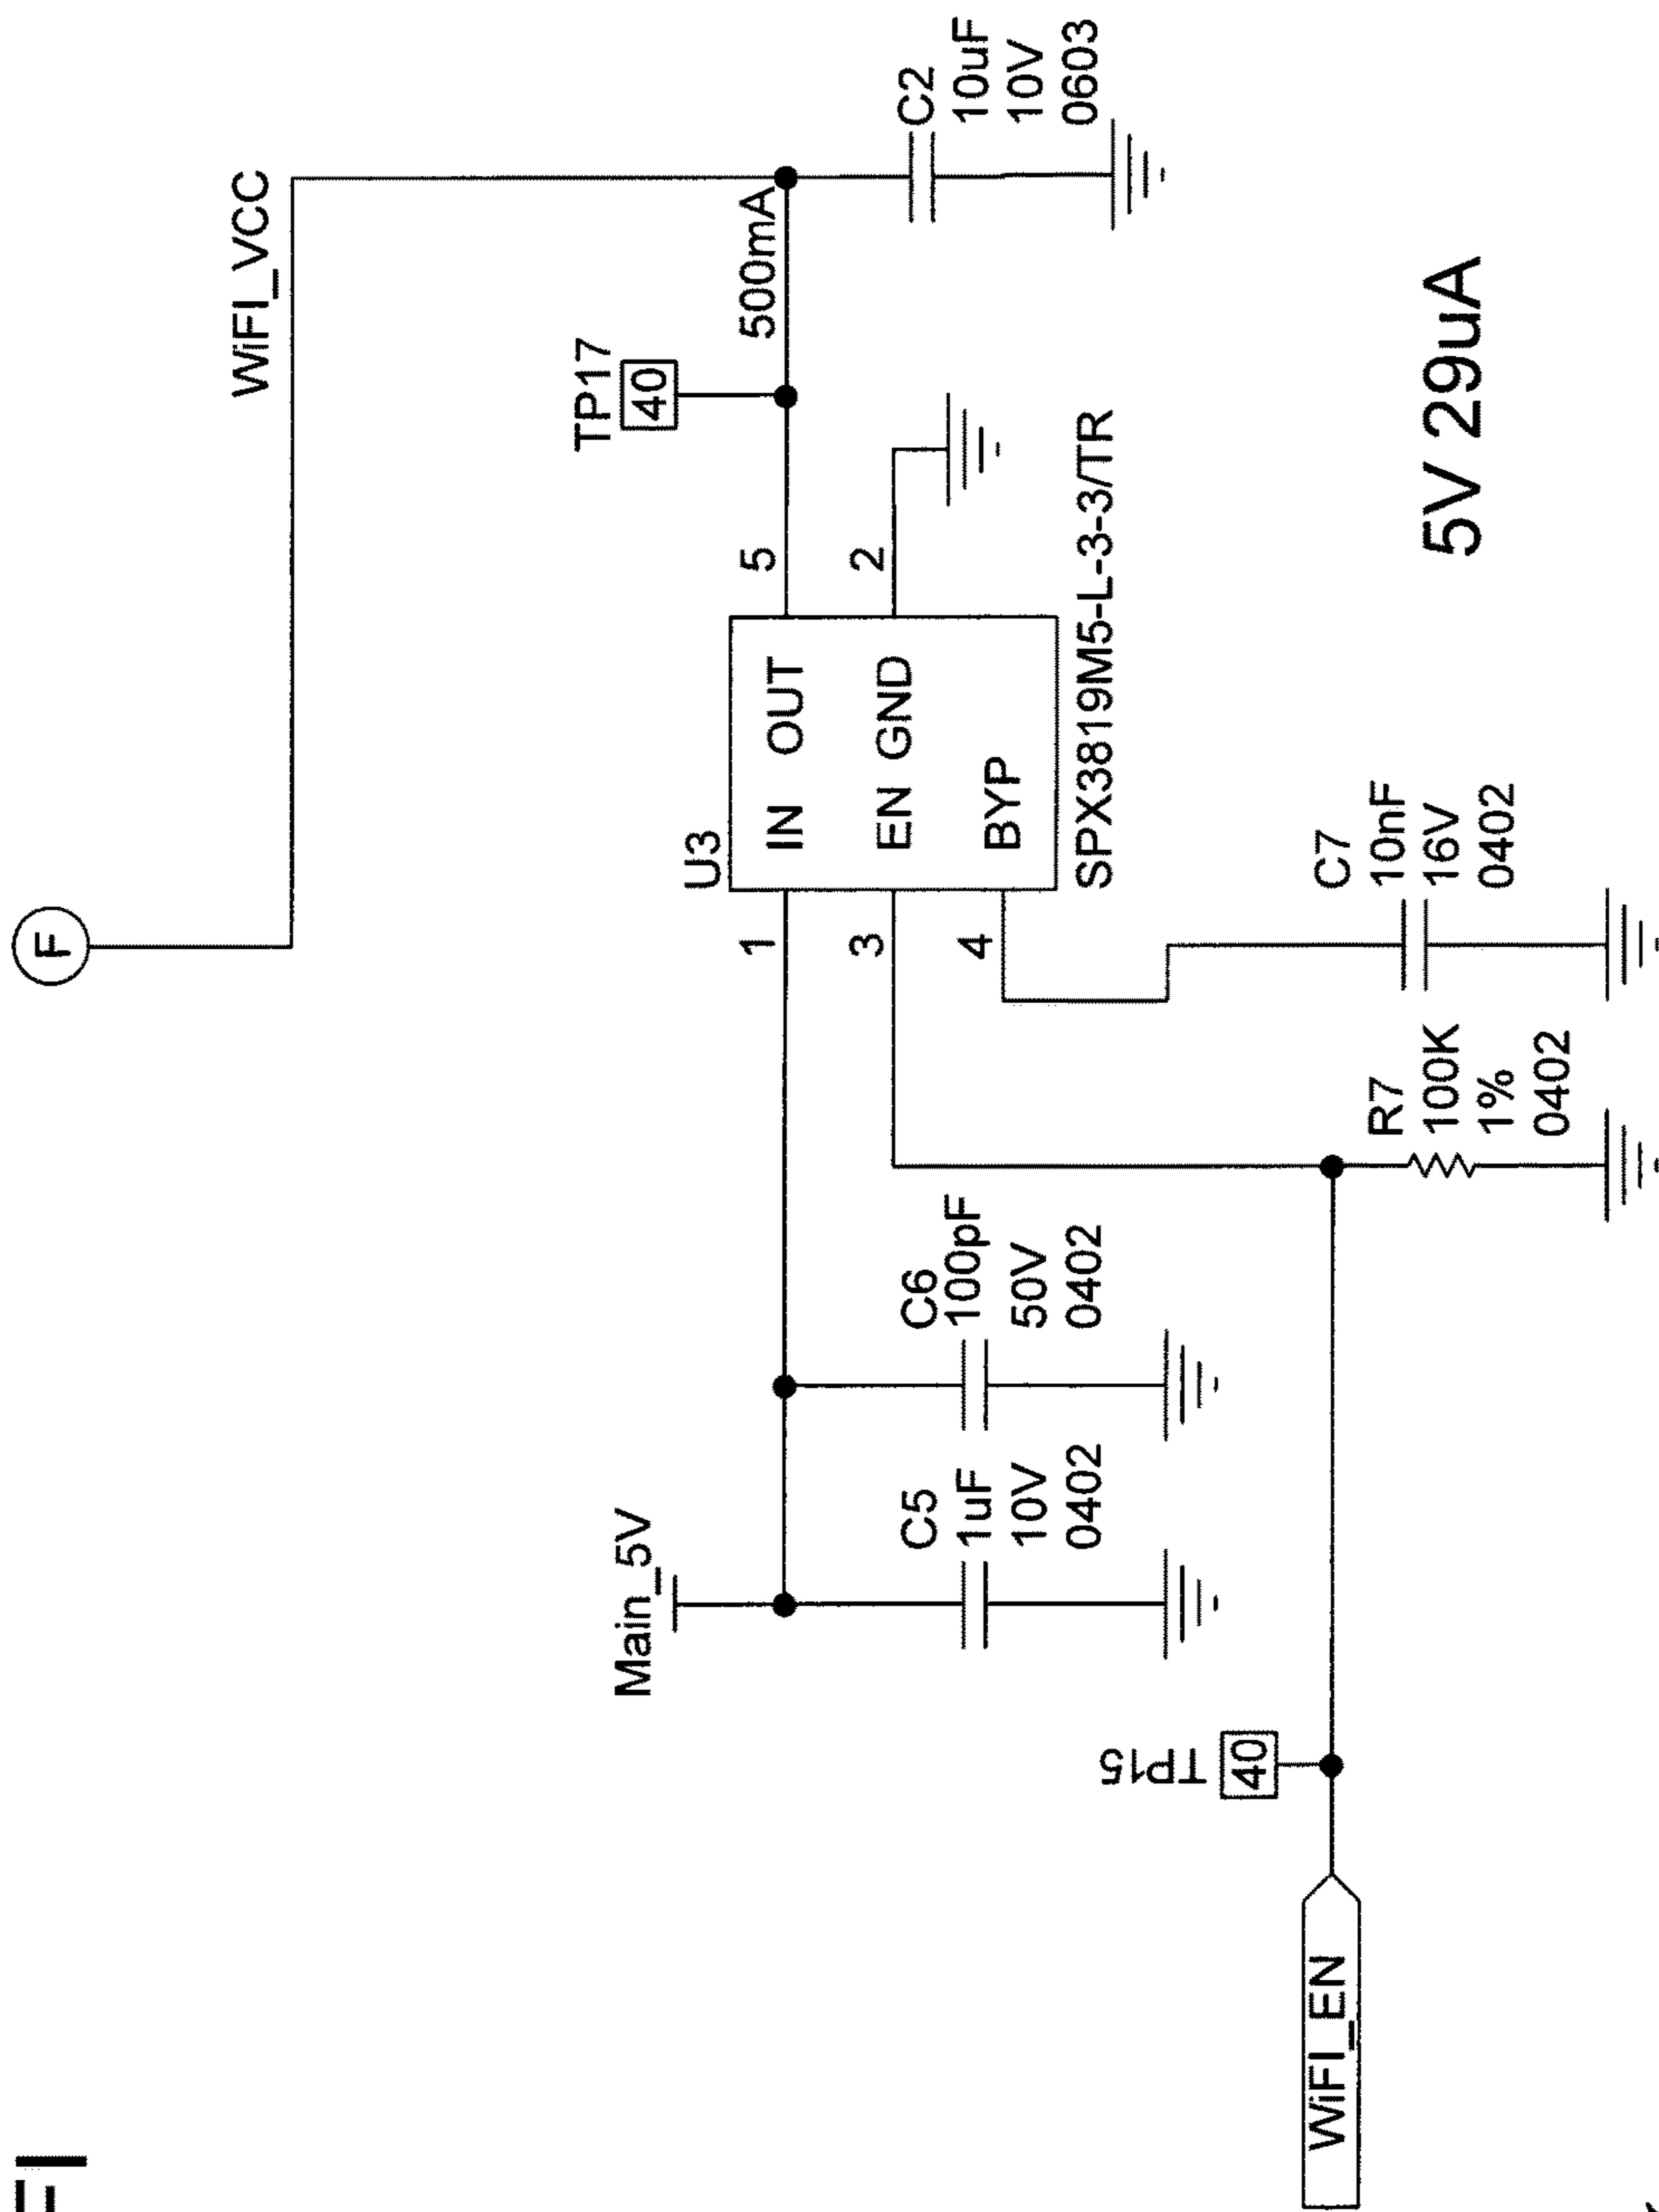 FI
F
WiFI_VCC
Main_5V
C5
1uF
10V
0402
C6
100pF
50V
0402
U3
1
3
4
IN OUT
EN GND
BYP
5
2
SPX3819M5-L-3-3/TR
TP17
40
500mA
C2
10uF
10V
0603
TP15
40
WiFI_EN
R7
100K
1%
0402
C7
10nF
16V
0402
5V 29uA